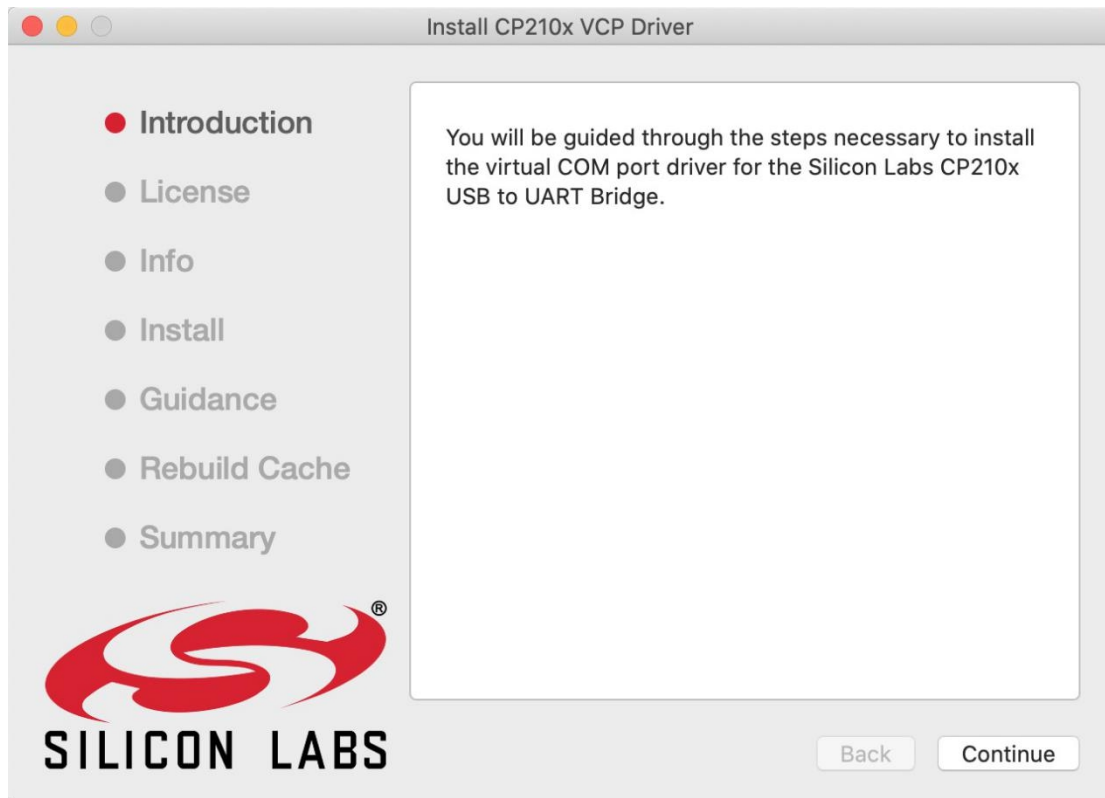 Install CP210x VCP Driver
Introduction
License
Info
Install
Guidance
Rebuild Cache
Summary
You will be guided through the steps necessary to install
the virtual COM port driver for the Silicon Labs CP210x
USB to UART Bridge.
®
SILICON LABS
Back
Continue